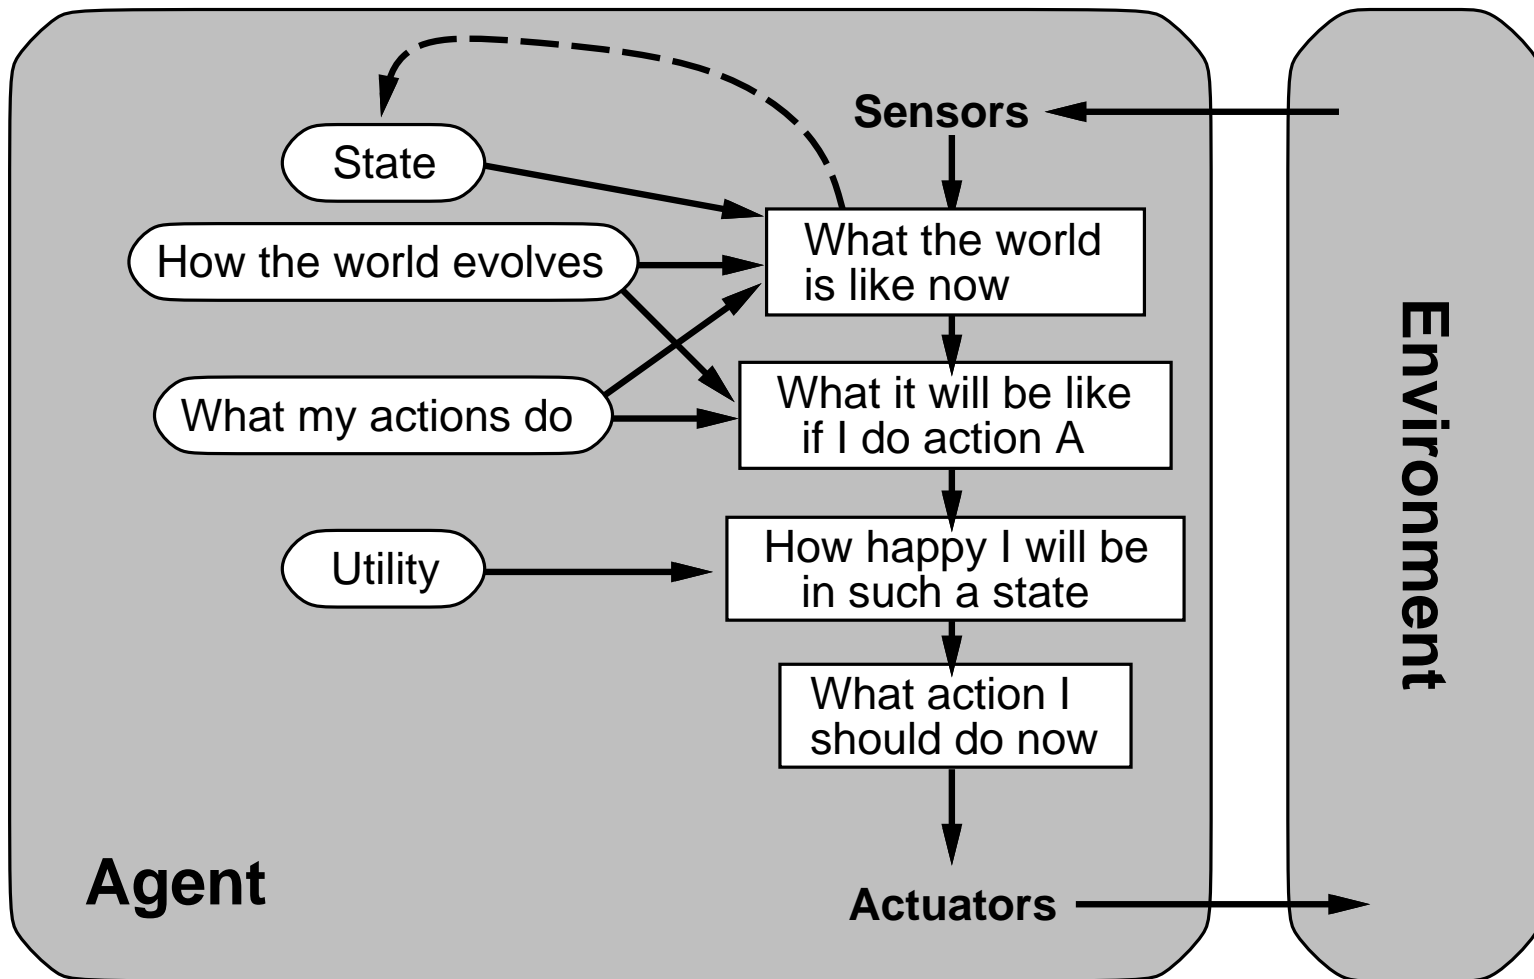 Sensors
State
What the world
is like now
How the world evolves
What it will be like
if I do action A
What my actions do
How happy I will be
in such a state
Utility
What action I
should do now
Agent
Actuators
Environment